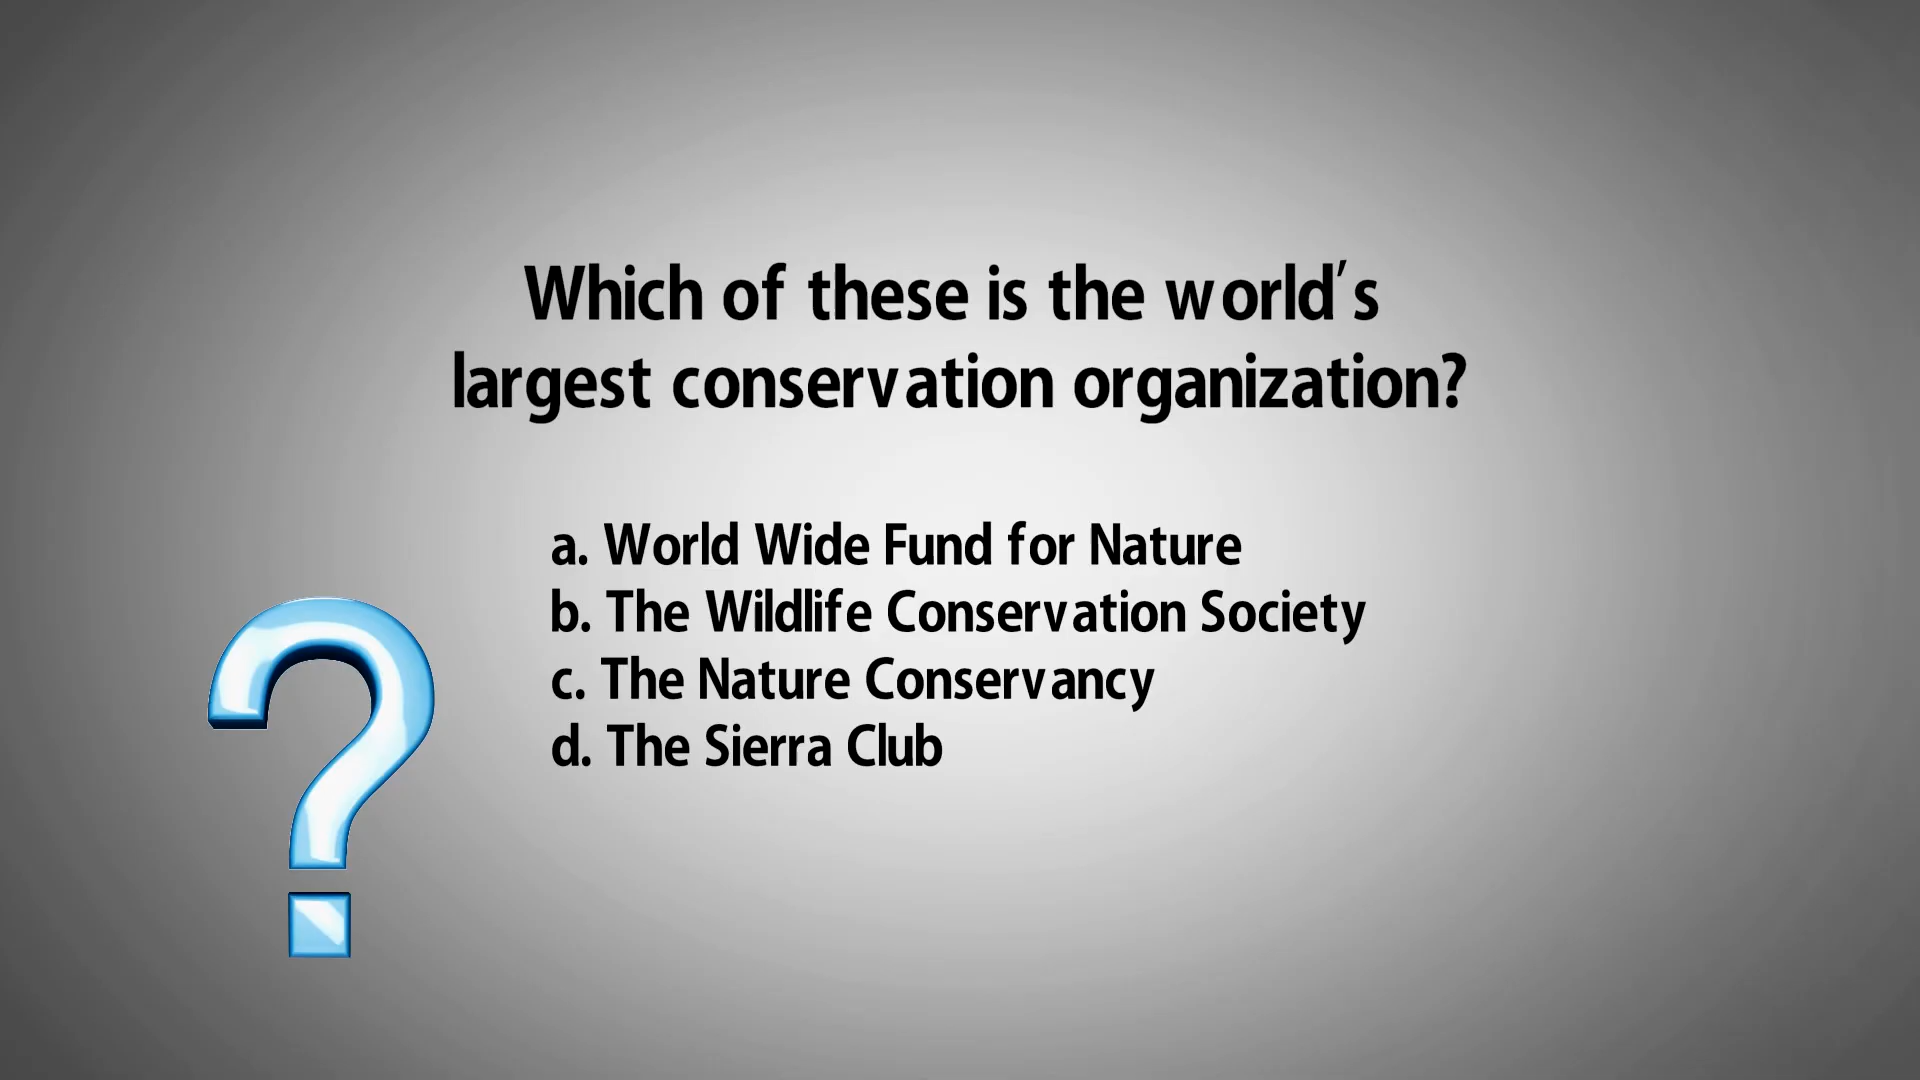 Which of these is the world's
largest conservation organization?
a. World Wide Fund for Nature
b. The Wildlife Conservation Society
c. The Nature Conservancy
d. The Sierra Club
?